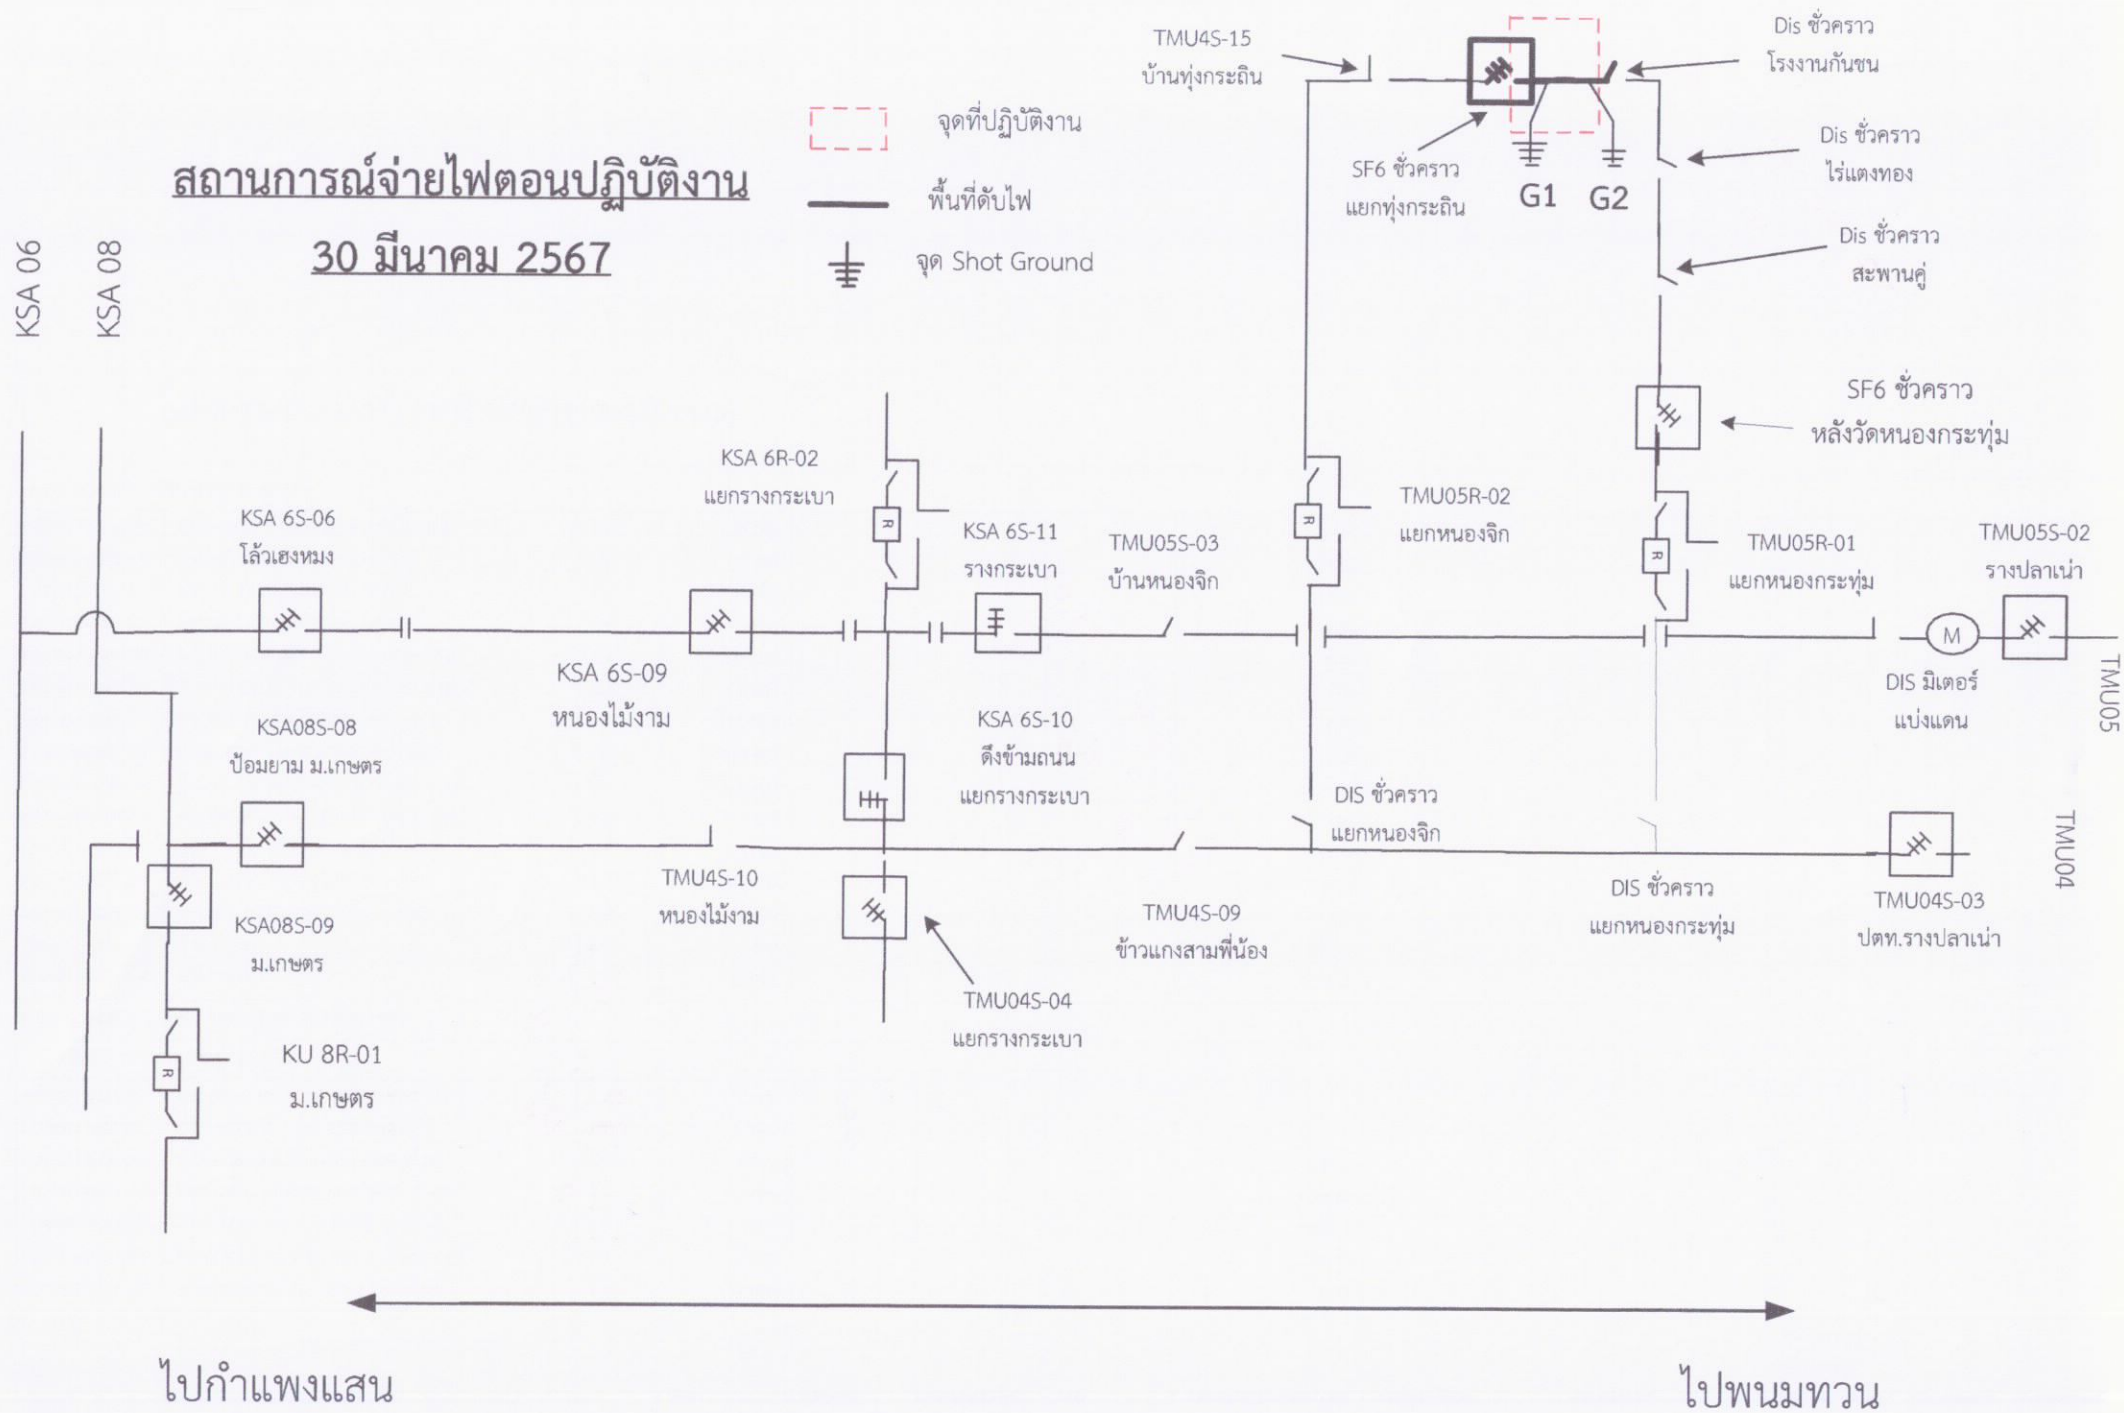 สถานการณ์จ่ายไฟตอนปฏิบัติงาน
30 มีนาคม 2567
จุดที่ปฏิบัติงาน
พื้นที่ดับไฟ
จุด Shot Ground
KSA 06
KSA 08
TMU4S-15
บ้านทุ่งกระถิน
SF6 ชั่วคราว
แยกทุ่งกระถิน
G1
G2
Dis ชั่วคราว
โรงงานกันชน
Dis ชั่วคราว
ไร่แตงทอง
Dis ชั่วคราว
สะพานคู่
SF6 ชั่วคราว
หลังวัดหนองกระทุ่ม
KSA 6R-02
แยกรางกระเบา
R
KSA 6S-06
โล้วเฮงหมง
KSA 6S-11
รางกระเบา
TMU05S-03
บ้านหนองจิก
R
TMU05R-02
แยกหนองจิก
R
TMU05R-01
แยกหนองกระทุ่ม
TMU05S-02
รางปลาเน่า
M
TMU05
DIS มิเตอร์
แบ่งแดน
KSA 6S-09
หนองไม้งาม
KSA08S-08
ป้อมยาม ม.เกษตร
KSA 6S-10
ดึงข้ามถนน
แยกรางกระเบา
DIS ชั่วคราว
แยกหนองจิก
TMU04
KSA08S-09
ม.เกษตร
TMU4S-10
หนองไม้งาม
TMU4S-09
ข้าวแกงสามพี่น้อง
DIS ชั่วคราว
แยกหนองกระทุ่ม
TMU04S-03
ปตท.รางปลาเน่า
TMU04S-04
แยกรางกระเบา
R
KU 8R-01
ม.เกษตร
ไปกำแพงแสน
ไปพนมทวน